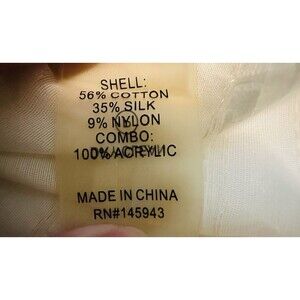 SHELL:
56% COTTON
35% SILK
9% NYLON
COMBO:
100% ACRYLIC
MADE IN CHINA
RN#145943